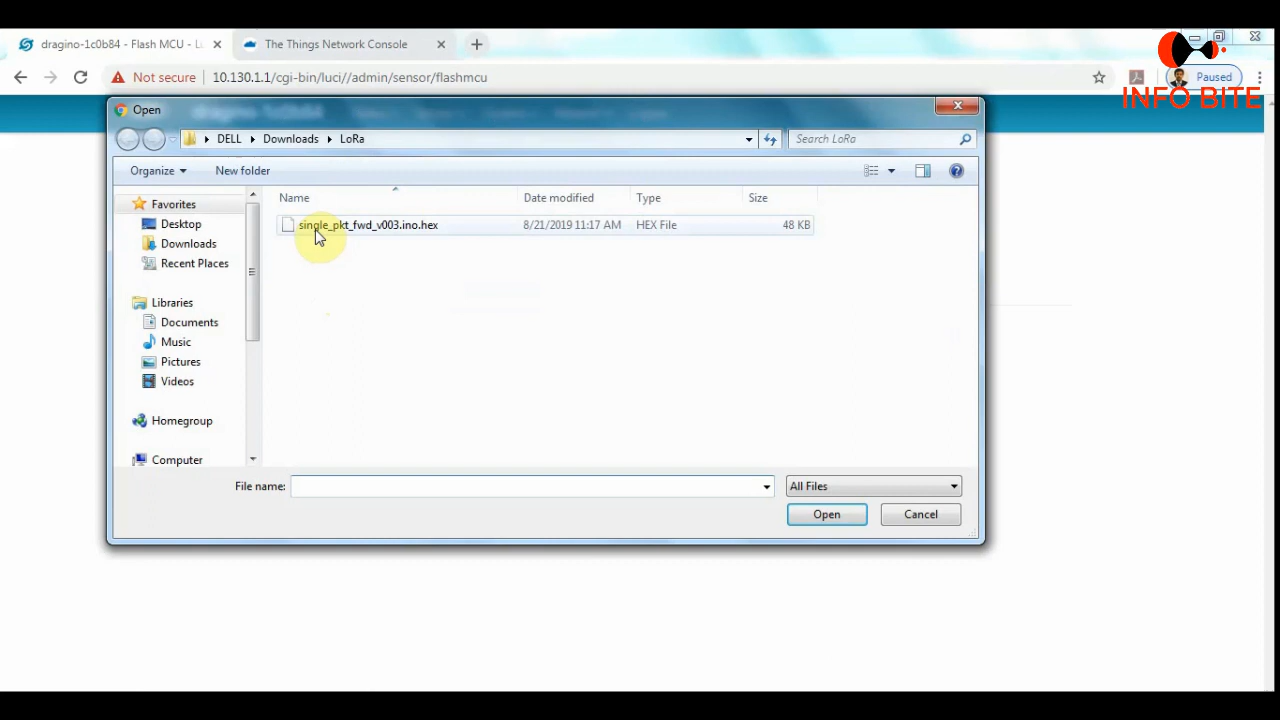 dragino-1c0b84 - Flash MCU - L
The Things Network Console
Not secure
10.130.1.1/cgi-bin/luci//admin/sensor/flashmcu
Paused
INFO BITE
Open
DELL
Downloads
LoRa
Search LoRa
Organize
New folder
Name
Date modified
Type
Size
Favorites
single_pkt_fwd_v003.ino.hex
8/21/2019 11:17 AM
HEX File
48 KB
Desktop
Downloads
Recent Places
Libraries
Documents
Music
Pictures
Videos
Homegroup
Computer
File name:
All Files
Open
Cancel